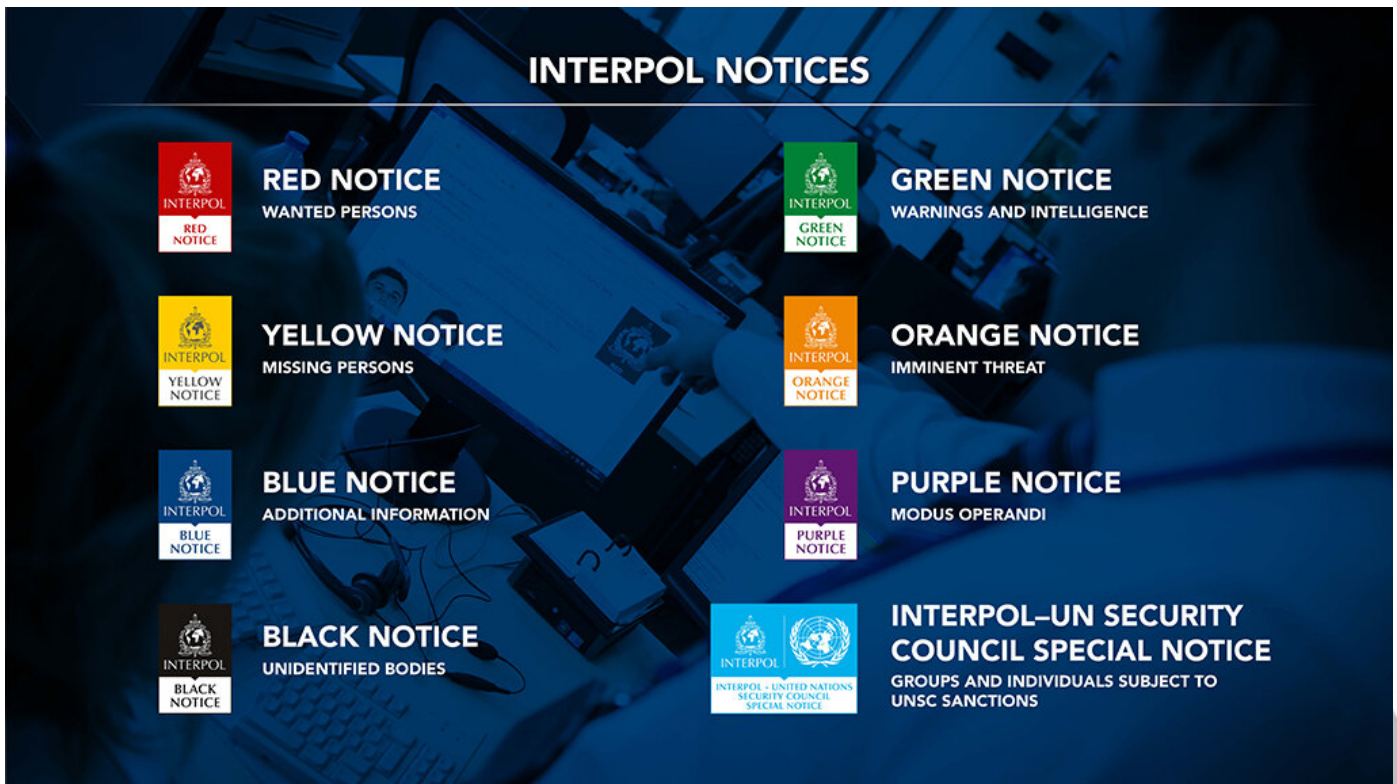 INTERPOL NOTICES
INTERPOL
RED
NOTICE
RED NOTICE
WANTED PERSONS
INTERPOL
YELLOW
NOTICE
YELLOW NOTICE
MISSING PERSONS
INTERPOL
BLUE
NOTICE
BLUE NOTICE
ADDITIONAL INFORMATION
INTERPOL
BLACK
NOTICE
BLACK NOTICE
UNIDENTIFIED BODIES
INTERPOL
GREEN
NOTICE
GREEN NOTICE
WARNINGS AND INTELLIGENCE
INTERPOL
ORANGE
NOTICE
ORANGE NOTICE
IMMINENT THREAT
INTERPOL
PURPLE
NOTICE
PURPLE NOTICE
MODUS OPERANDI
INTERPOL
INTERPOL - UNITED NATIONS
SECURITY COUNCIL
SPECIAL NOTICE
INTERPOL–UN SECURITY
COUNCIL SPECIAL NOTICE
GROUPS AND INDIVIDUALS SUBJECT TO
UNSC SANCTIONS